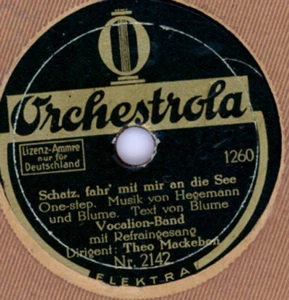 Orchestrola
Lizenz-Ammre
nur für
Deutschland
1260
Schatz, fahr' mit mir an die See
One-step. Musik von Hegemann
und Blume. Text von Blume
Vocalion-Band
mit Refraingesang
Dirigent: Theo Mackeben
Nr. 2142
ELEKTRA